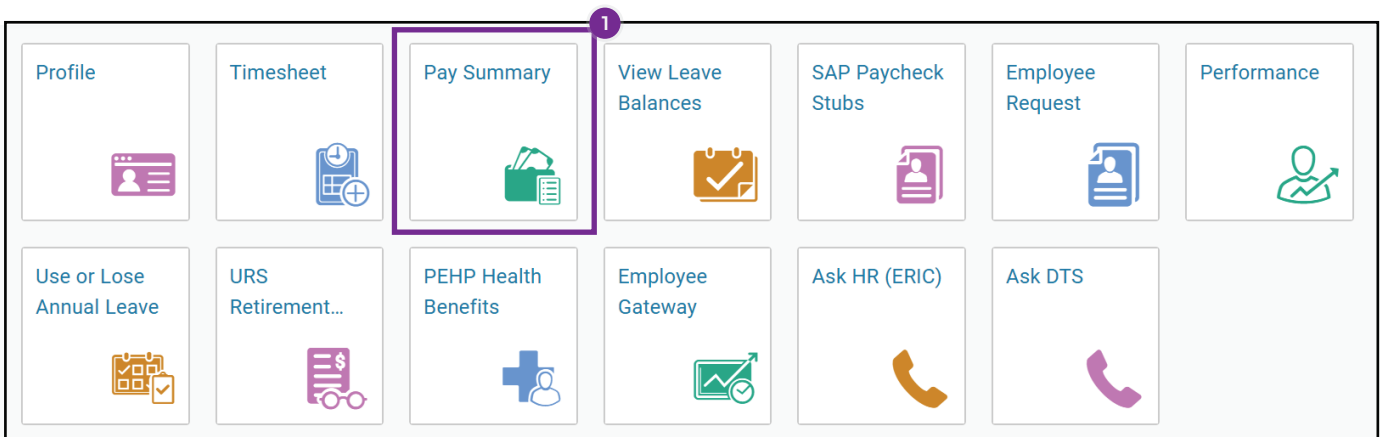 1
Profile
Timesheet
Pay Summary
View Leave
Balances
SAP Paycheck
Stubs
Employee
Request
Performance
Use or Lose
Annual Leave
URS
Retirement...
$
PEHP Health
Benefits
Employee
Gateway
Ask HR (ERIC)
Ask DTS